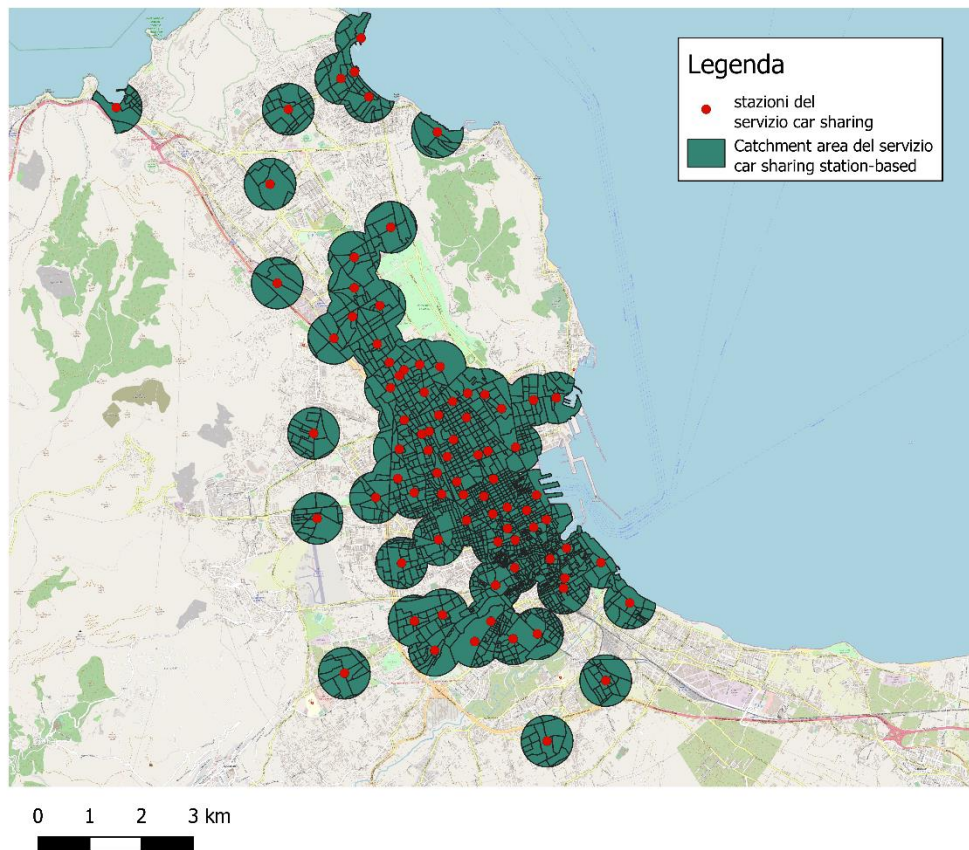 Legenda
stazioni del
servizio car sharing
Catchment area del servizio
car sharing station-based
0 1 2 3 km